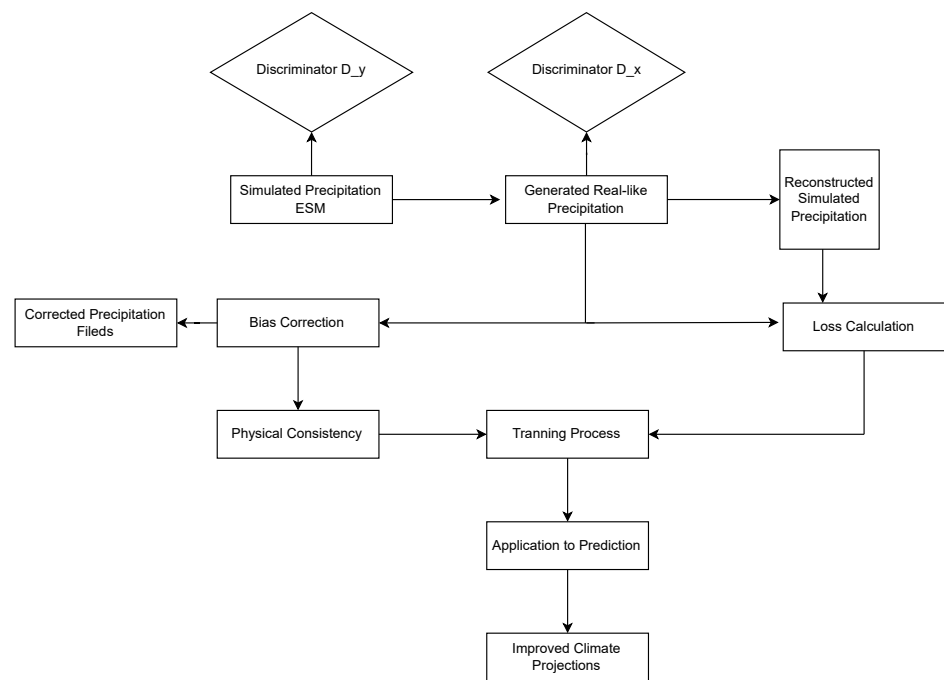 Discriminator D_y
Discriminator D_x
Simulated Precipitation
ESM
Generated Real-like
Precipitation
Reconstructed
Simulated
Precipitation
Corrected Precipitation
Fileds
Bias Correction
Loss Calculation
Physical Consistency
Tranning Process
Application to Prediction
Improved Climate
Projections